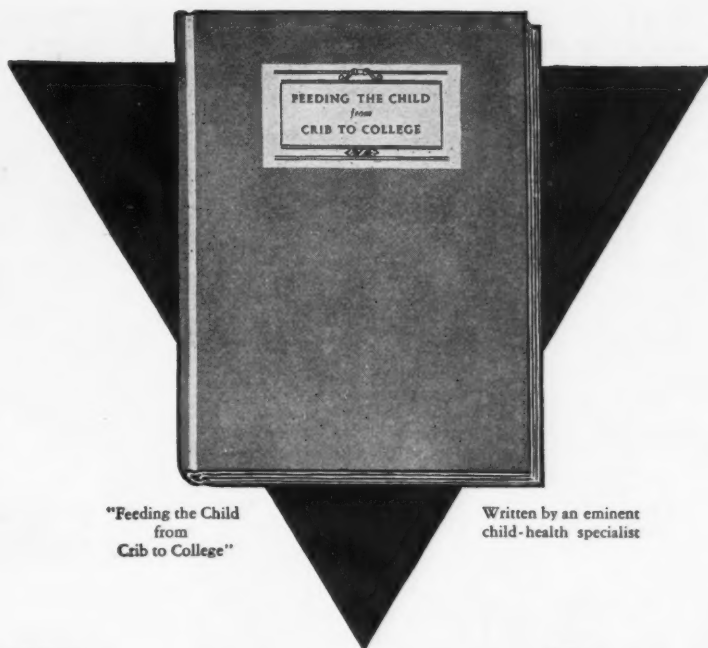 FEEDING THE CHILD
from
CRIB TO COLLEGE
"Feeding the Child
from
Crib to College"
Written by an eminent
child-health specialist